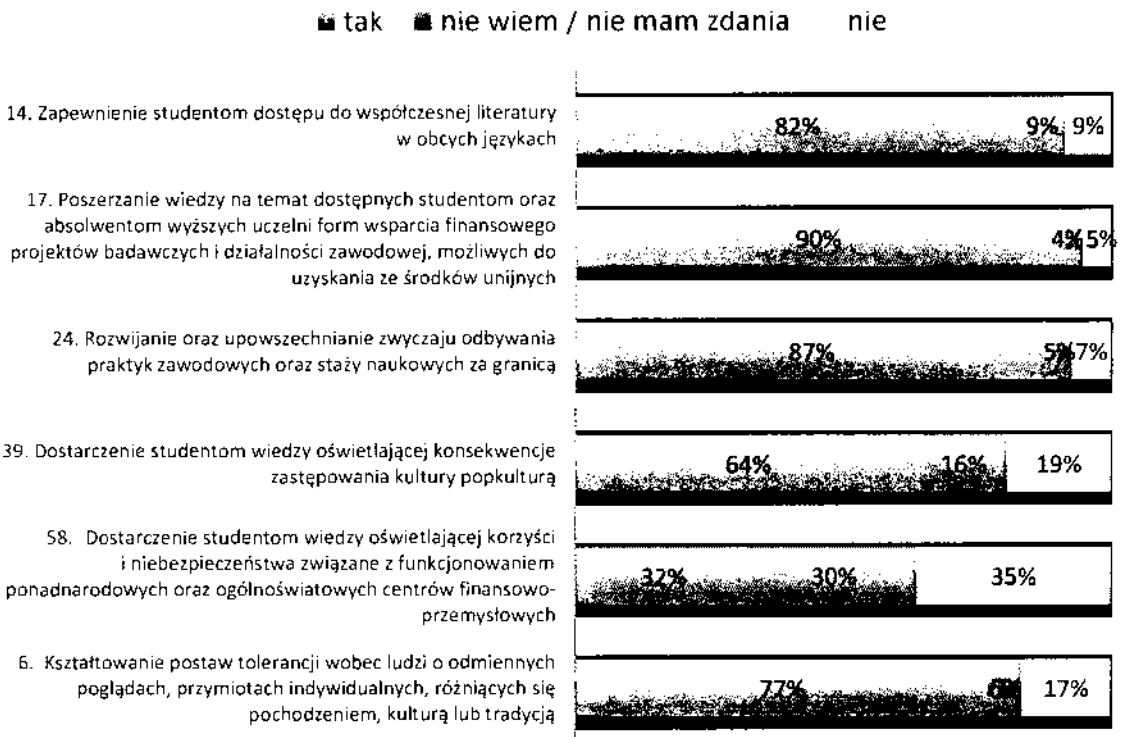 tak nie wiem / nie mam zdania nie
14. Zapewnienie studentom dostępu do współczesnej literatury
w obcych językach
82% 9% 9%
17. Poszerzanie wiedzy na temat dostępnych studentom oraz
absolwentom wyższych uczelni form wsparcia finansowego
projektów badawczych i działalności zawodowej, możliwych do
uzyskania ze środków unijnych
90% 4% 5%
24. Rozwijanie oraz upowszechnianie zwyczaju odbywania
praktyk zawodowych oraz staży naukowych za granicą
87% 5% 7%
39. Dostarczenie studentom wiedzy oświetlającej konsekwencje
zastępowania kultury popkulturą
64% 16% 19%
58. Dostarczenie studentom wiedzy oświetlającej korzyści
i niebezpieczeństwa związane z funkcjonowaniem
ponadnarodowych oraz ogólnoświatowych centrów finansowo-
przemysłowych
32% 30% 35%
6. Kształtowanie postaw tolerancji wobec ludzi o odmiennych
poglądach, przymiotach indywidualnych, różniących się
pochodzeniem, kulturą lub tradycją
77% 17%